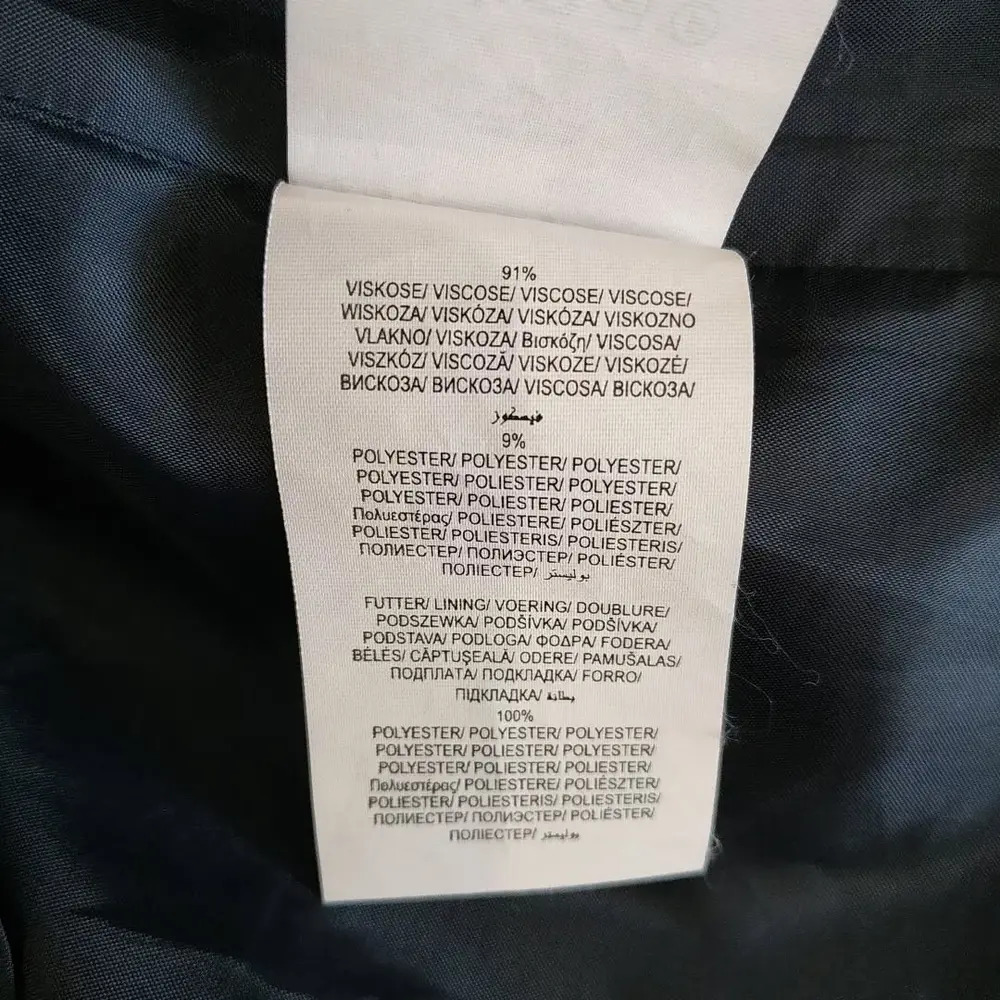 91%
VISKOSE/ VISCOSE/ VISCOSE/ VISCOSE/
WISKOZA/ VISKÓZA/ VISKÓZA/ VISKOZNO
VLAKNO/ VISKOZA/ Βισκόζη/ VISCOSA/
VISZKÓZ/ VISCOZĂ/ VISKOZE/ VISKOZĖ/
ВИСКОЗА/ ВИСКОЗА/ VISCOSA/ ВІСКОЗА/
فيسكوز
9%
POLYESTER/ POLYESTER/ POLYESTER/
POLYESTER/ POLIESTER/ POLYESTER/
POLYESTER/ POLIESTER/ POLIESTER/
Πολυεστέρας/ POLIESTERE/ POLIÉSZTER/
POLIESTER/ POLIESTERIS/ POLIESTERIS/
ПОЛИЕСТЕР/ ПОЛИЭСТЕР/ POLIÉSTER/
ПОЛІЕСТЕР/ بوليستر
FUTTER/ LINING/ VOERING/ DOUBLURE/
PODSZEWKA/ PODŠÍVKA/ PODŠÍVKA/
PODSTAVA/ PODLOGA/ ΦΟΔΡΑ/ FODERA/
BÉLÉS/ CĂPTUŞEALĂ/ ODERE/ PAMUŠALAS/
ПОДПЛАТА/ ПОДКЛАДКА/ FORRO/
ПІДКЛАДКА/ بطانة
100%
POLYESTER/ POLYESTER/ POLYESTER/
POLYESTER/ POLIESTER/ POLYESTER/
POLYESTER/ POLIESTER/ POLIESTER/
Πολυεστέρας/ POLIESTERE/ POLIÉSZTER/
POLIESTER/ POLIESTERIS/ POLIESTERIS/
ПОЛИЕСТЕР/ ПОЛИЭСТЕР/ POLIÉSTER/
ПОЛІЕСТЕР/ بوليستر